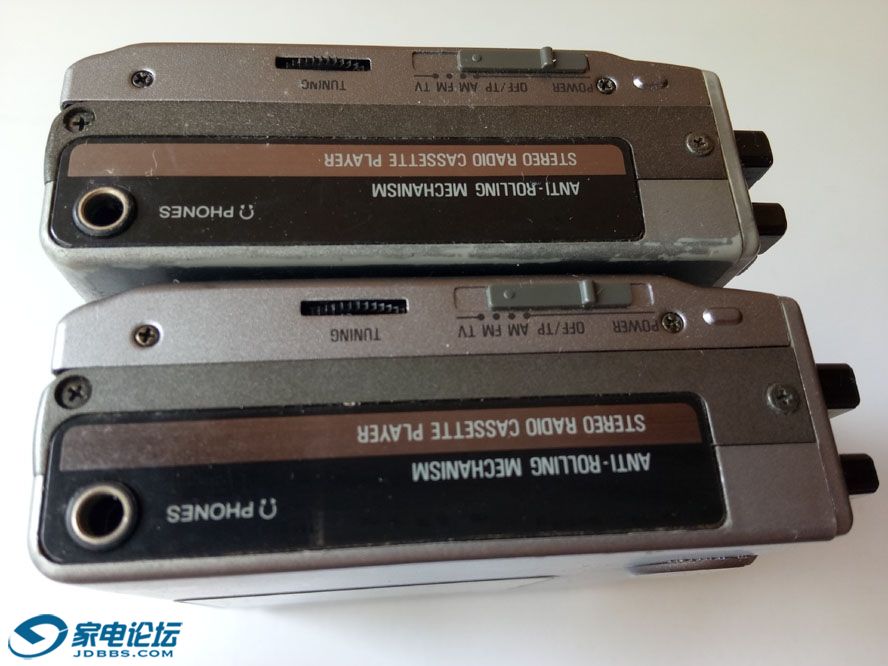 TUNING
TV FM AM OFF/TP POWER
STEREO RADIO CASSETTE PLAYER
ANTI-ROLLING MECHANISM
PHONES
TUNING
TV FM AM OFF/TP POWER
STEREO RADIO CASSETTE PLAYER
ANTI-ROLLING MECHANISM
PHONES
家电论坛
JDBBS.COM